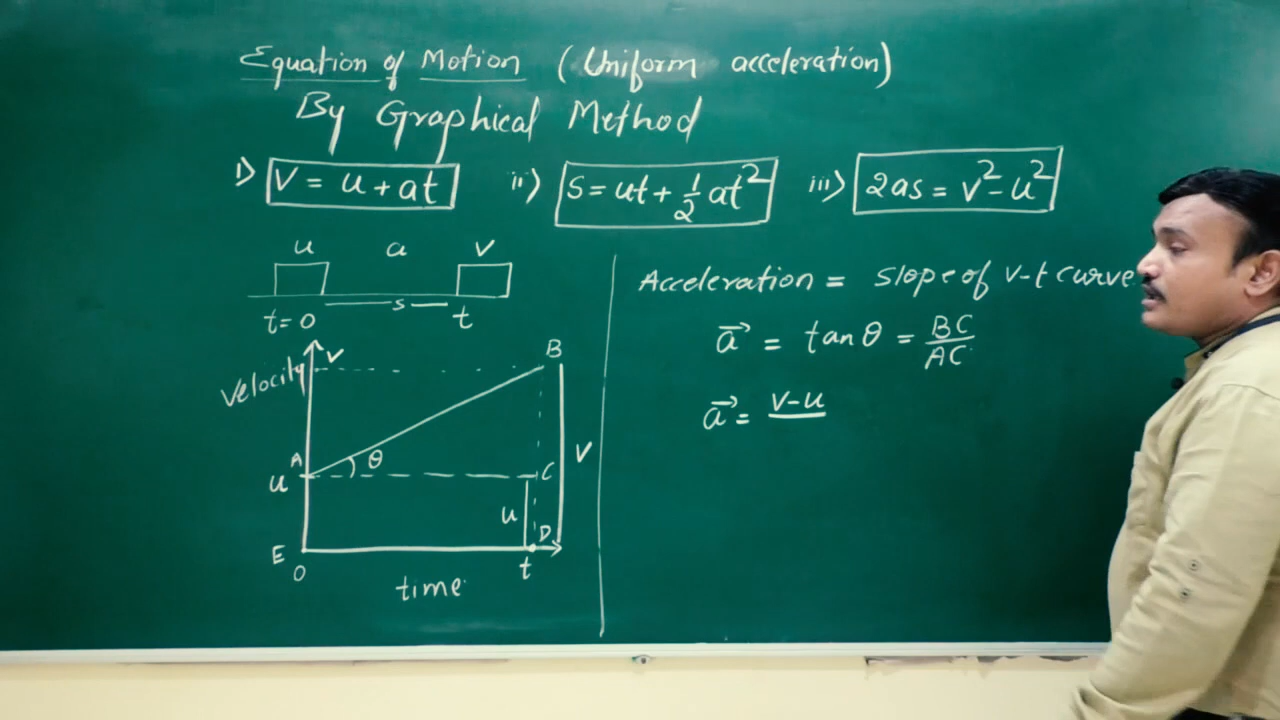 Equation of Motion (Uniform acceleration)
By Graphical Method
i) V = u + at ii) S = ut + 1/2 at² iii) 2as = v² - u²
u a v
s
t = 0 t
Acceleration = slope of v-t curve
a⃗ = tan θ = BC/AC
a⃗ = v-u
V B
Velocity
A θ C V
u
u
E D
O t
time